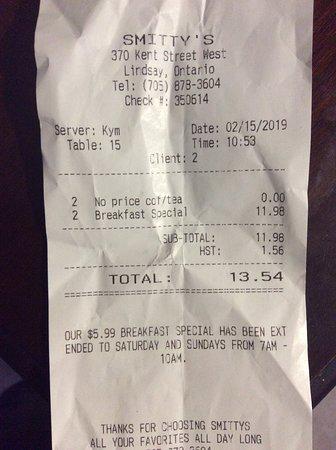 SMITTY'S
370 Kent Street West
Lindsay, Ontario
Tel: (705) 878-3604
Check #: 350614
Server: Kym Date: 02/15/2019
Table: 15 Time: 10:53
Client: 2
2 No price cof/tea 0.00
2 Breakfast Special 11.98
SUB-TOTAL: 11.98
HST: 1.56
TOTAL: 13.54
OUR $5.99 BREAKFAST SPECIAL HAS BEEN EXT
ENDED TO SATURDAY AND SUNDAYS FROM 7AM -
10AM.
THANKS FOR CHOOSING SMITTYS
ALL YOUR FAVORITES ALL DAY LONG